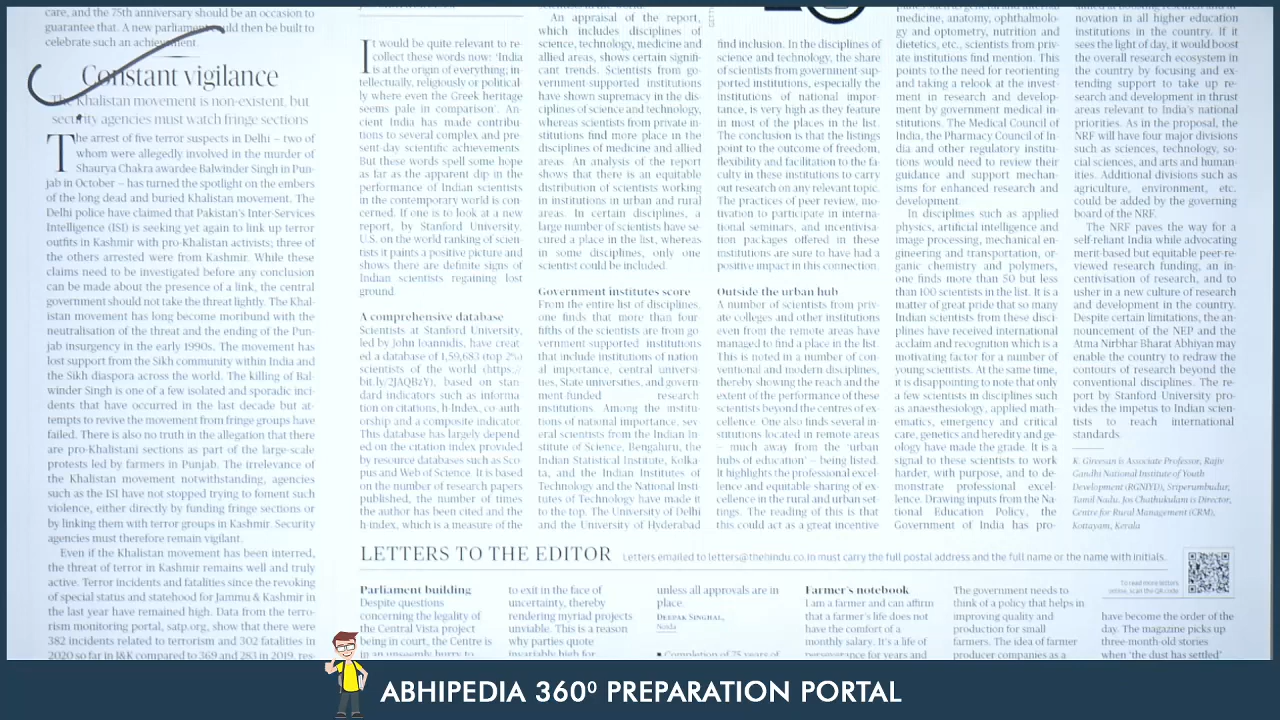 care, and the 75th anniversary should be an occasion to
guarantee that. A new parliament could then be built to
celebrate such an achievement.
Constant vigilance
The Khalistan movement is non-existent, but
security agencies must watch fringe sections
The arrest of five terror suspects in Delhi – two of
whom were allegedly involved in the murder of
Shaurya Chakra awardee Balwinder Singh in Pun-
jab in October – has turned the spotlight on the embers
of the long dead and buried Khalistan movement. The
Delhi police have claimed that Pakistan's Inter-Services
Intelligence (ISI) is seeking yet again to link up terror
outfits in Kashmir with pro-Khalistan activists; three of
the others arrested were from Kashmir. While these
claims need to be investigated before any conclusion
can be made about the presence of a link, the central
government should not take the threat lightly. The Khal-
istan movement has long become moribund with the
neutralisation of the threat and the ending of the Pun-
jab insurgency in the early 1990s. The movement has
lost support from the Sikh community within India and
the Sikh diaspora across the world. The killing of Bal-
winder Singh is one of a few isolated and sporadic inci-
dents that have occurred in the last decade but at-
tempts to revive the movement from fringe groups have
failed. There is also no truth in the allegation that there
are pro-Khalistani sections as part of the large-scale
protests led by farmers in Punjab. The irrelevance of
the Khalistan movement notwithstanding, agencies
such as the ISI have not stopped trying to foment such
violence, either directly by funding fringe sections or
by linking them with terror groups in Kashmir. Security
agencies must therefore remain vigilant.
Even if the Khalistan movement has been interred,
the threat of terror in Kashmir remains well and truly
active. Terror incidents and fatalities since the revoking
of special status and statehood for Jammu & Kashmir in
the last year have remained high. Data from the terro-
rism monitoring portal, satp.org, show that there were
382 incidents related to terrorism and 302 fatalities in
2020 so far in J&K compared to 369 and 283 in 2019, res-
It would be quite relevant to re-
collect these words now: 'India
is at the origin of everything; in-
tellectually, religiously or political-
ly where even the Greek heritage
seems pale in comparison'. An-
cient India has made contribu-
tions to several complex and pre-
sent-day scientific achievements.
But these words spell some hope
as far as the apparent dip in the
performance of Indian scientists
in the contemporary world is con-
cerned. If one is to look at a new
report, by Stanford University,
U.S. on the world ranking of scien-
tists it paints a positive picture and
shows there are definite signs of
Indian scientists regaining lost
ground.
A comprehensive database
Scientists at Stanford University,
led by John Ioannidis, have creat-
ed a database of 1,59,683 (top 2%)
scientists of the world (https://
bit.ly/2JAQBzY), based on stan-
dard indicators such as informa-
tion on citations, h-Index, co-auth-
orship and a composite indicator.
This database has largely depend
ed on the citation index provided
by resource databases such as Sco-
pus and Web of Science. It is based
on the number of research papers
published, the number of times
the author has been cited and the
h-index, which is a measure of the
An appraisal of the report,
which includes disciplines of
science, technology, medicine and
allied areas, shows certain signifi-
cant trends. Scientists from go-
vernment-supported institutions
have shown supremacy in the dis-
ciplines of science and technology,
whereas scientists from private in-
stitutions find more place in the
disciplines of medicine and allied
areas. An analysis of the report
shows that there is an equitable
distribution of scientists working
in institutions in urban and rural
areas. In certain disciplines, a
large number of scientists have se-
cured a place in the list, whereas
in some disciplines, only one
scientist could be included.
Government institutes score
From the entire list of disciplines,
one finds that more than four-
fifths of the scientists are from go-
vernment-supported institutions
that include institutions of nation
al importance, central universi-
ties, State universities, and govern-
ment-funded research
institutions. Among the institu-
tions of national importance, sev
eral scientists from the Indian In-
stitute of Science, Bengaluru, the
Indian Statistical Institute, Kolka-
ta, and the Indian Institutes of
Technology and the National Insti-
tutes of Technology have made it
to the top. The University of Delhi
and the University of Hyderabad
find inclusion. In the disciplines of
science and technology, the share
of scientists from government-sup-
ported institutions, especially the
institutions of national impor-
tance, is very high as they feature
in most of the places in the list.
The conclusion is that the listings
point to the outcome of freedom,
flexibility and facilitation to the fa-
culty in these institutions to carry
out research on any relevant topic.
The practices of peer review, mo-
tivation to participate in interna-
tional seminars, and incentivisa-
tion packages offered in these
institutions are sure to have had a
positive impact in this connection.
Outside the urban hub
A number of scientists from priv-
ate colleges and other institutions
even from the remote areas have
managed to find a place in the list.
This is noted in a number of con-
ventional and modern disciplines,
thereby showing the reach and the
extent of the performance of these
scientists beyond the centres of ex-
cellence. One also finds several in-
stitutions located in remote areas
– much away from the 'urban
hubs of education' – being listed.
It highlights the professional excel-
lence and equitable sharing of ex-
cellence in the rural and urban set-
tings. The reading of this is that
this could act as a great incentive
medicine, anatomy, ophthalmolo-
gy and optometry, nutrition and
dietetics, etc., scientists from priv-
ate institutions find mention. This
points to the need for reorienting
and taking a relook at the invest-
ment in research and develop-
ment by government medical in-
stitutions. The Medical Council of
India, the Pharmacy Council of In-
dia and other regulatory institu-
tions would need to review their
guidance and support mechan-
isms for enhanced research and
development.
In disciplines such as applied
physics, artificial intelligence and
image processing, mechanical en-
gineering and transportation, or-
ganic chemistry and polymers,
one finds more than 50 but less
than 100 scientists in the list. It is a
matter of great pride that so many
Indian scientists from these disci-
plines have received international
acclaim and recognition which is a
motivating factor for a number of
young scientists. At the same time,
it is disappointing to note that only
a few scientists in disciplines such
as anaesthesiology, applied math-
ematics, emergency and critical
care, genetics and heredity and ge-
ology have made the grade. It is a
signal to these scientists to work
harder, with purpose, and to de-
monstrate professional excel-
lence. Drawing inputs from the Na-
tional Education Policy, the
Government of India has pro-
novation in all higher education
institutions in the country. If it
sees the light of day, it would boost
the overall research ecosystem in
the country by focusing and ex-
tending support to take up re-
search and development in thrust
areas relevant to India's national
priorities. As in the proposal, the
NRF will have four major divisions
such as sciences, technology, so-
cial sciences, and arts and human-
ities. Additional divisions such as
agriculture, environment, etc.
could be added by the governing
board of the NRF.
The NRF paves the way for a
self-reliant India while advocating
merit-based but equitable peer-re-
viewed research funding, an in-
centivisation of research, and to
usher in a new culture of research
and development in the country.
Despite certain limitations, the an-
nouncement of the NEP and the
Atma Nirbhar Bharat Abhiyan may
enable the country to redraw the
contours of research beyond the
conventional disciplines. The re-
port by Stanford University pro-
vides the impetus to Indian scien-
tists to reach international
standards.
K. Gireesan is Associate Professor, Rajiv
Gandhi National Institute of Youth
Development (RGNIYD), Sriperumbudur,
Tamil Nadu. Jos Chathukulam is Director,
Centre for Rural Management (CRM),
Kottayam, Kerala
LETTERS TO THE EDITOR Letters emailed to letters@thehindu.co.in must carry the full postal address and the full name or the name with initials.
To read more letters
online, scan the QR code
Parliament building
Despite questions
concerning the legality of
the Central Vista project
being in court, the Centre is
in an unseemly hurry to
to exit in the face of
uncertainty, thereby
rendering myriad projects
unviable. This is a reason
why parties quote
invariably high for
unless all approvals are in
place.
DEEPAK SINGHAL,
Noida
■ Completion of 75 years of
Farmer's notebook
I am a farmer and can affirm
that a farmer's life does not
have the comfort of a
monthly salary. It's a life of
perseverance for years and
The government needs to
think of a policy that helps in
improving quality and
production for small
farmers. The idea of farmer
producer companies as a
have become the order of
the day. The magazine picks up
three-month-old stories
when 'the dust has settled'
ABHIPEDIA 360⁰ PREPARATION PORTAL